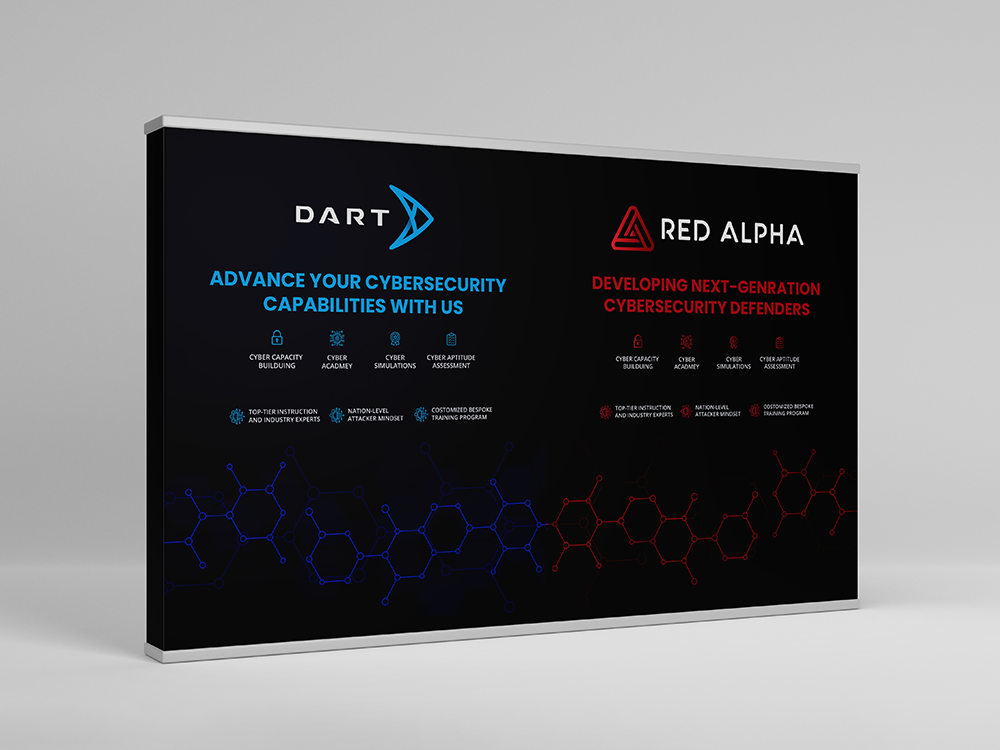 DART
ADVANCE YOUR CYBERSECURITY
CAPABILITIES WITH US
CYBER CAPACITY
BUILDUING
CYBER
ACADMEY
CYBER
SIMULATIONS
CYBER APTITUDE
ASSESSMENT
TOP-TIER INSTRUCTION
AND INDUSTRY EXPERTS
NATION-LEVEL
ATTACKER MINDSET
COSTOMIZED BESPOKE
TRAINING PROGRAM
RED ALPHA
DEVELOPING NEXT-GENRATION
CYBERSECURITY DEFENDERS
CYBER CAPACITY
BUILDUING
CYBER
ACADMEY
CYBER
SIMULATIONS
CYBER APTITUDE
ASSESSMENT
TOP-TIER INSTRUCTION
AND INDUSTRY EXPERTS
NATION-LEVEL
ATTACKER MINDSET
COSTOMIZED BESPOKE
TRAINING PROGRAM